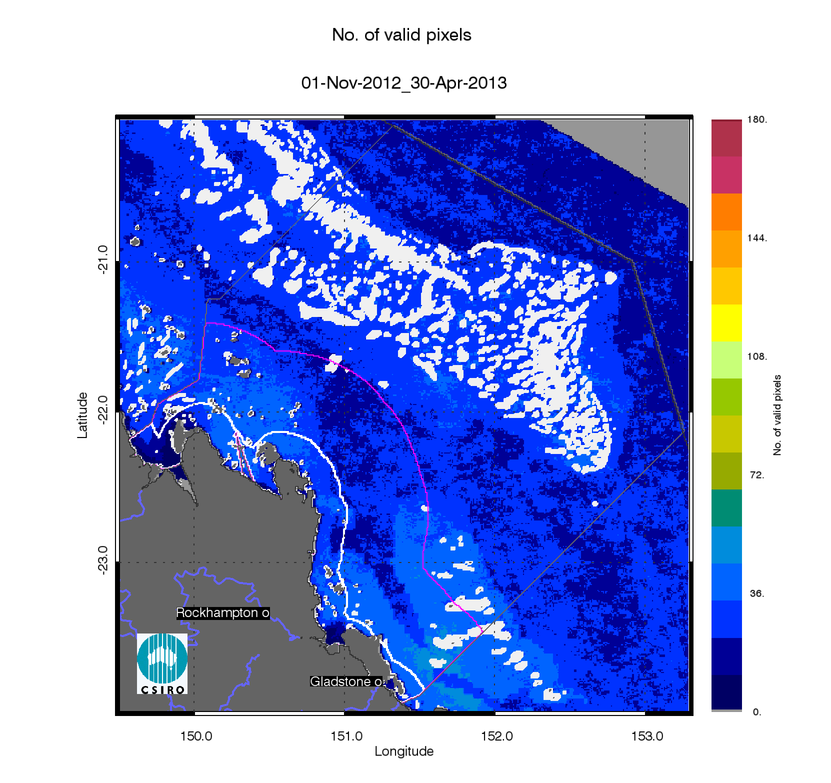 No. of valid pixels
01-Nov-2012_30-Apr-2013
180.
144.
108.
72.
36.
0.
No. of valid pixels
-21.0
-22.0
-23.0
Latitude
Rockhampton o
Gladstone o
CSIRO
150.0
151.0
152.0
153.0
Longitude